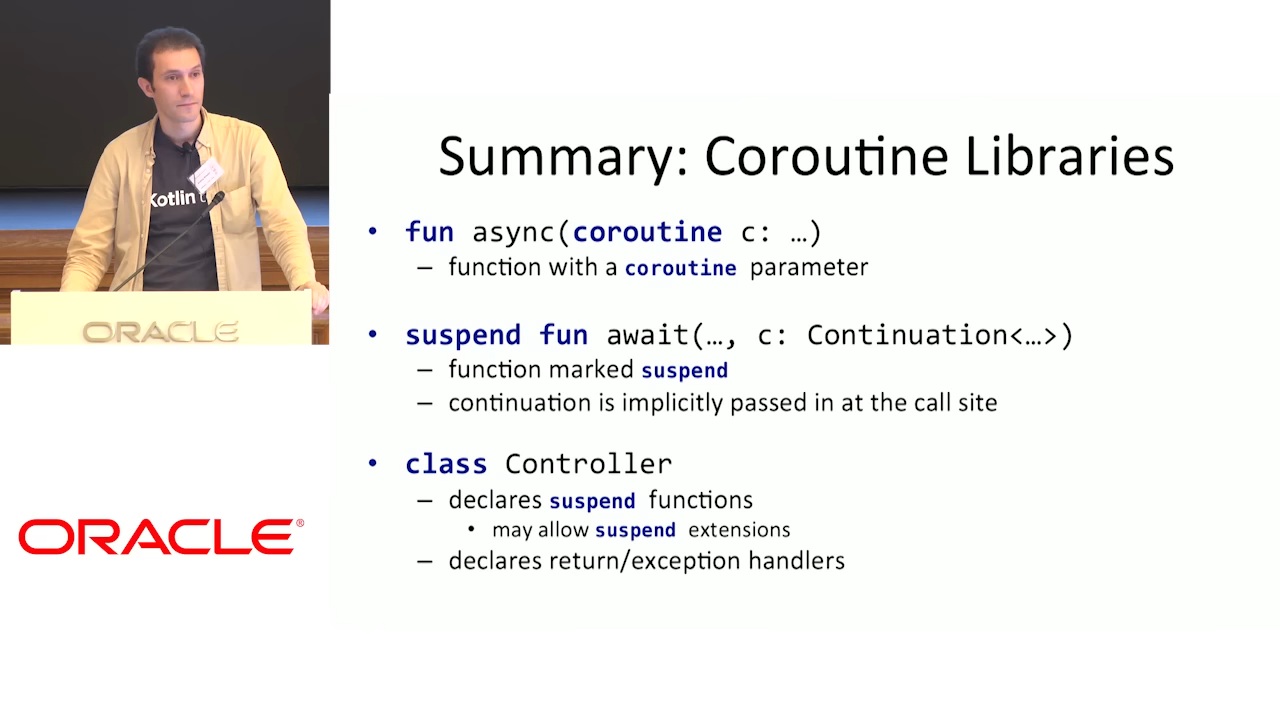 Kotlin
ORACLE
ORACLE®
Summary: Coroutine Libraries
• fun async(coroutine c: …)
– function with a coroutine parameter
• suspend fun await(…, c: Continuation<…>)
– function marked suspend
– continuation is implicitly passed in at the call site
• class Controller
– declares suspend functions
• may allow suspend extensions
– declares return/exception handlers